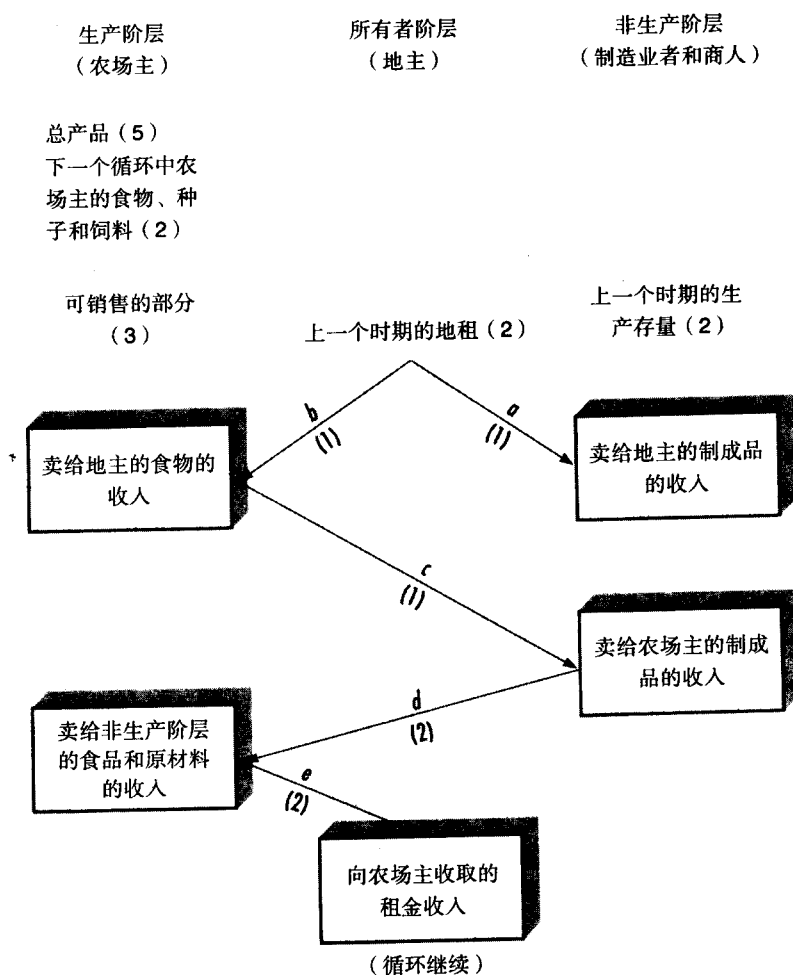 生产阶层
（农场主）
所有者阶层
（地主）
非生产阶层
（制造业者和商人）
总产品（5）
下一个循环中农
场主的食物、种
子和饲料（2）
可销售的部分
（3）
上一个时期的地租（2）
上一个时期的生
产存量（2）
b
(1)
a
(1)
卖给地主的食物的
收入
卖给地主的制成品
的收入
c
(1)
卖给农场主的制成
品的收入
d
(2)
卖给非生产阶层
的食品和原材料
的收入
e
(2)
向农场主收取的
租金收入
（循环继续）